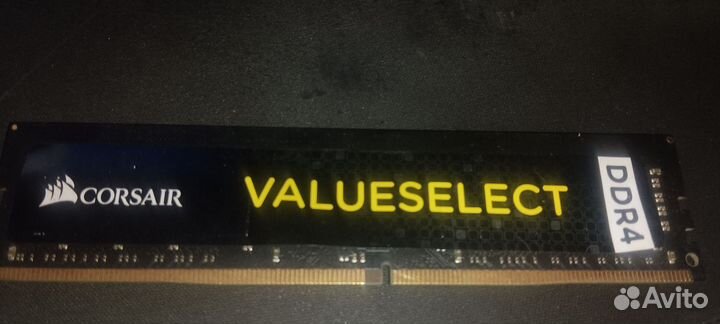 CORSAIR
VALUESELECT
DDR4
Avito